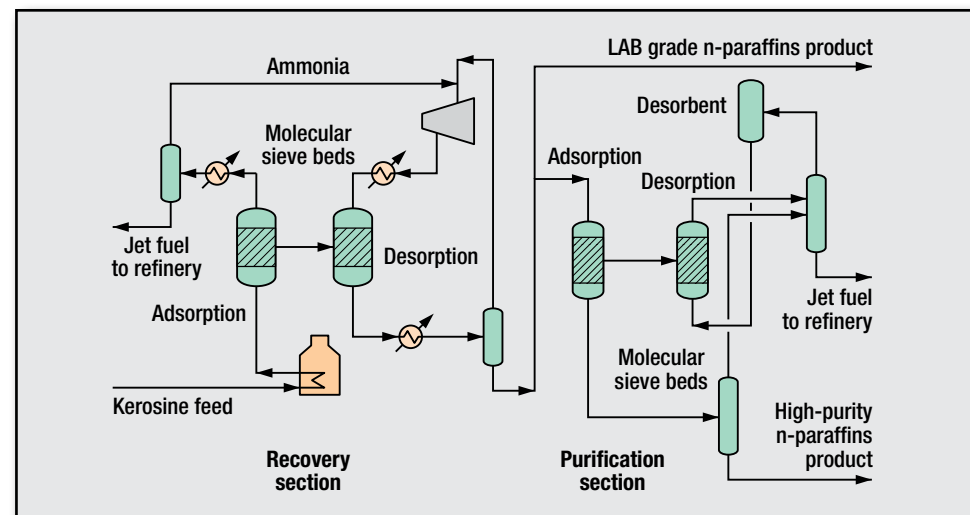 LAB grade n-paraffins product
Ammonia
Desorbent
Molecular
sieve beds
Adsorption
Desorption
Jet fuel
to refinery
Desorption
Adsorption
Jet fuel
to refinery
Molecular
sieve beds
Kerosine feed
High-purity
n-paraffins
product
Recovery
section
Purification
section